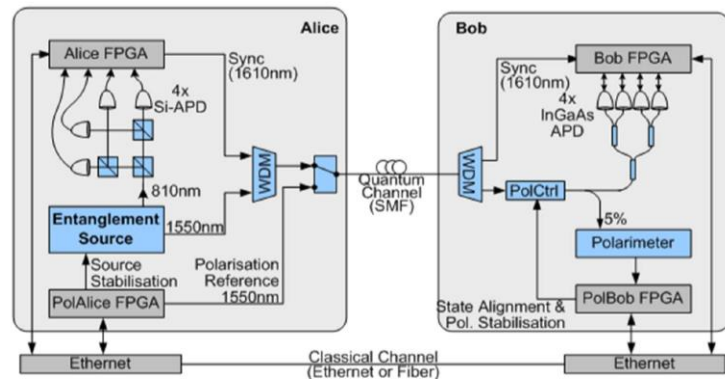 Alice
Alice FPGA
Sync
(1610nm)
4x
Si-APD
810nm
WDM
Entanglement
Source
1550nm
Source
Stabilisation
Polarisation
Reference
1550nm
PolAlice FPGA
Ethernet
Quantum
Channel
(SMF)
Classical Channel
(Ethernet or Fiber)
Bob
Sync
(1610nm)
Bob FPGA
4x
InGaAs
APD
WDM
PolCtrl
5%
Polarimeter
PolBob FPGA
State Alignment &
Pol. Stabilisation
Ethernet